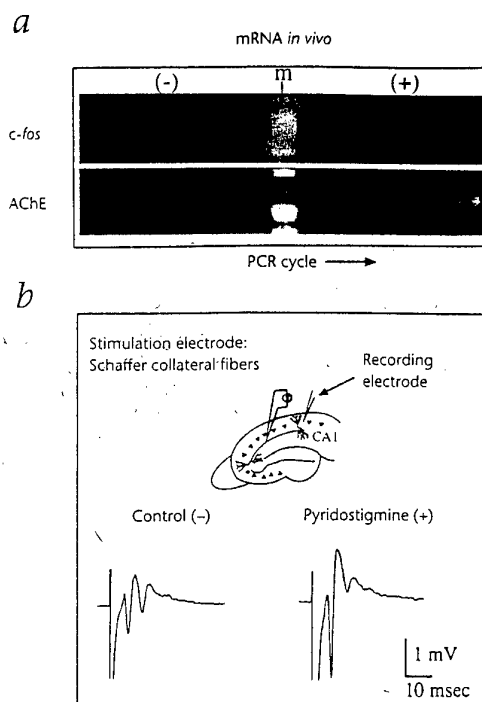 a
mRNA in vivo
(-) m (+)
c-fos
AChE
PCR cycle
b
Stimulation electrode:
Schaffer collateral fibers
Recording
electrode
CA1
Control (–)
Pyridostigmine (+)
1 mV
10 msec